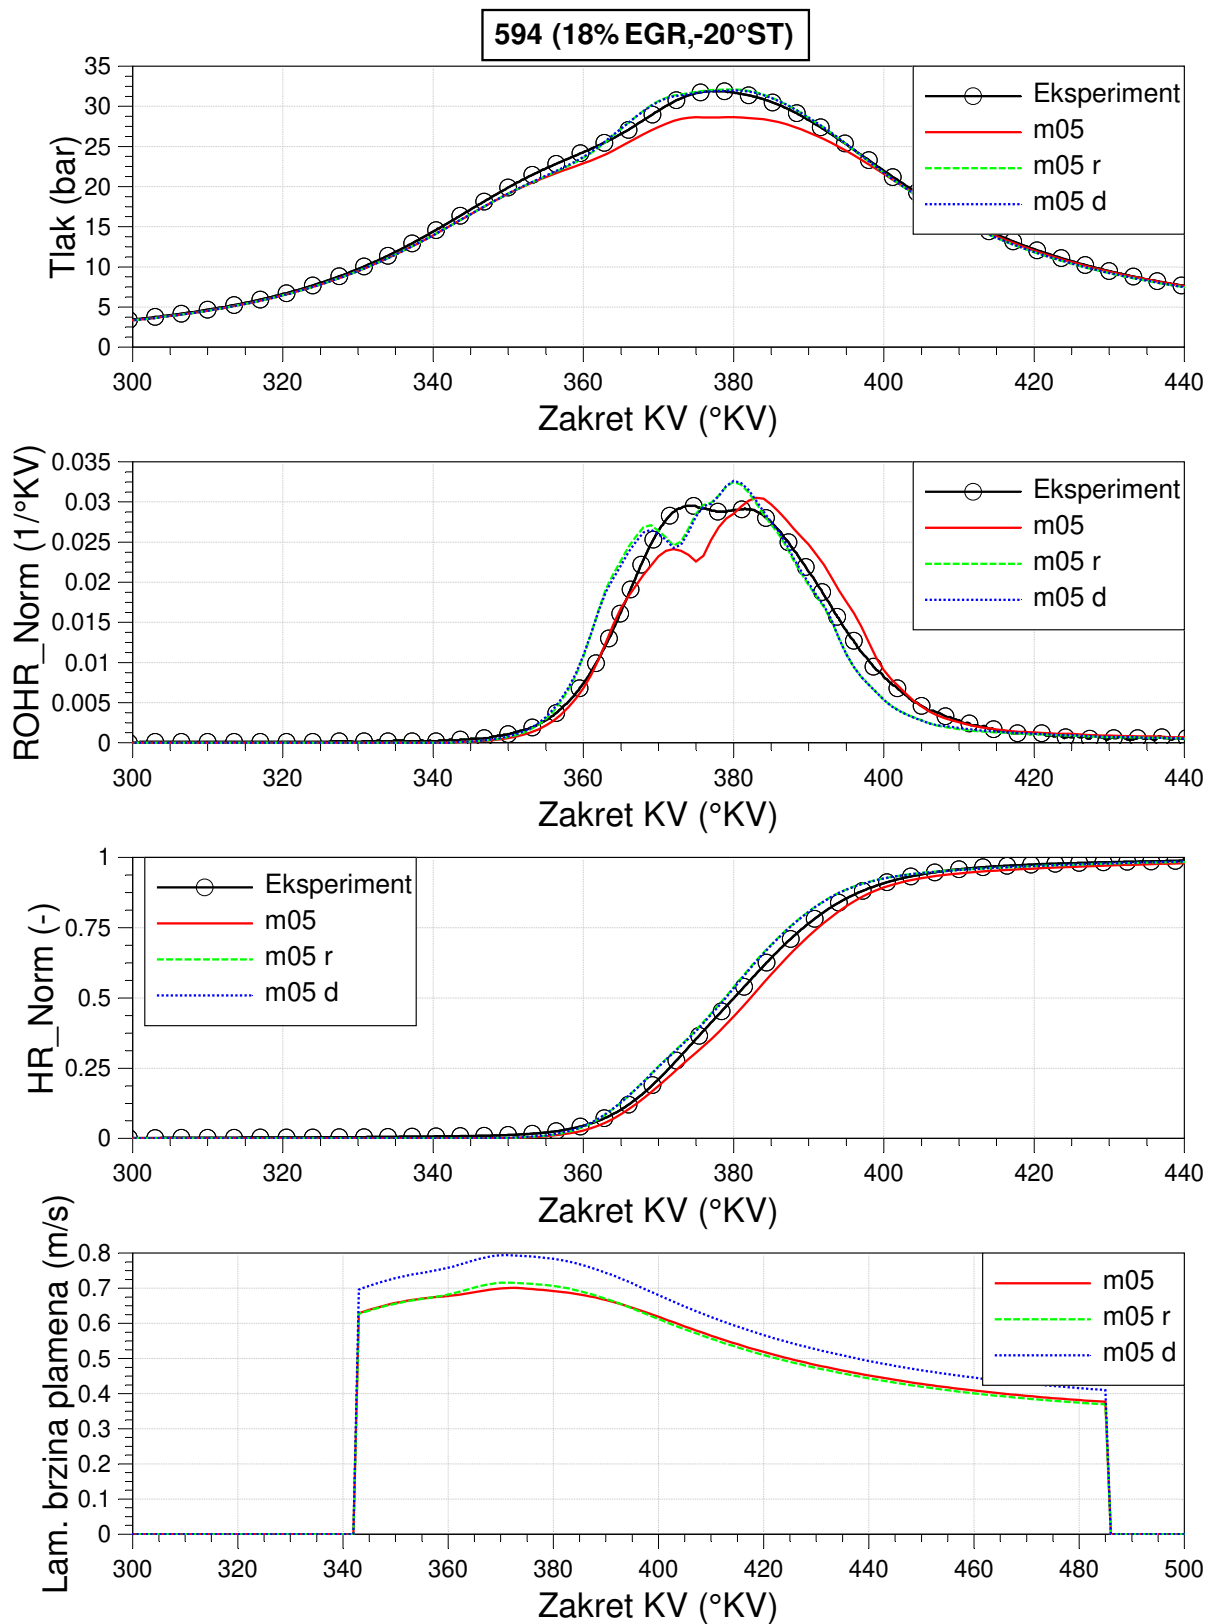 594 (18% EGR,-20°ST)
Tlak (bar)
35
30
25
20
15
10
5
0
Eksperiment
m05
m05 r
m05 d
300 320 340 360 380 400 420 440
Zakret KV (°KV)
ROHR_Norm (1/°KV)
0.035
0.03
0.025
0.02
0.015
0.01
0.005
0
Eksperiment
m05
m05 r
m05 d
300 320 340 360 380 400 420 440
Zakret KV (°KV)
HR_Norm (-)
1
0.75
0.5
0.25
0
Eksperiment
m05
m05 r
m05 d
300 320 340 360 380 400 420 440
Zakret KV (°KV)
Lam. brzina plamena (m/s)
0.8
0.7
0.6
0.5
0.4
0.3
0.2
0.1
0
m05
m05 r
m05 d
300 320 340 360 380 400 420 440 460 480 500
Zakret KV (°KV)